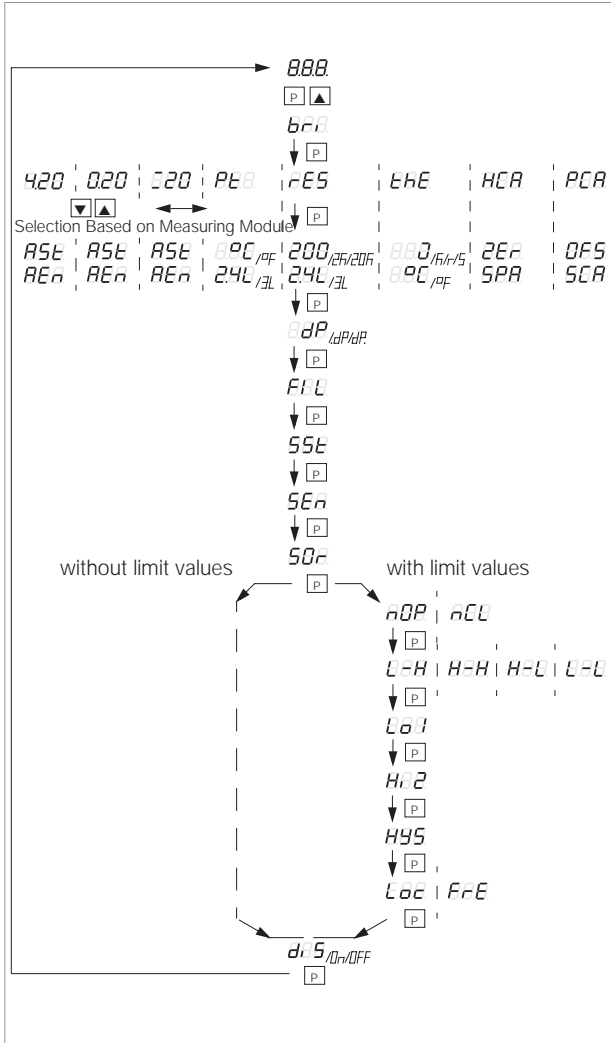 8.8.8.
P ▲
bri
P
4.20 0.20 -20 Pt rES thE HCA PCA
▼ ▲
P
Selection Based on Measuring Module
ASt ASt ASt °C/°F 200/2k/20k J/k/r/S 2Er OFS
AEn AEn AEn 2.4L/3L 2.4L/3L °C/°F SPA SCA
P
dP/.dP/dP.
P
FIL
P
SSt
P
SEn
P
SOr
without limit values with limit values
P
nOP nCL
P
L-H H-H H-L L-L
P
Lo1
P
Hi2
P
HYS
P
Loc FrE
P
diS/On/OFF
P